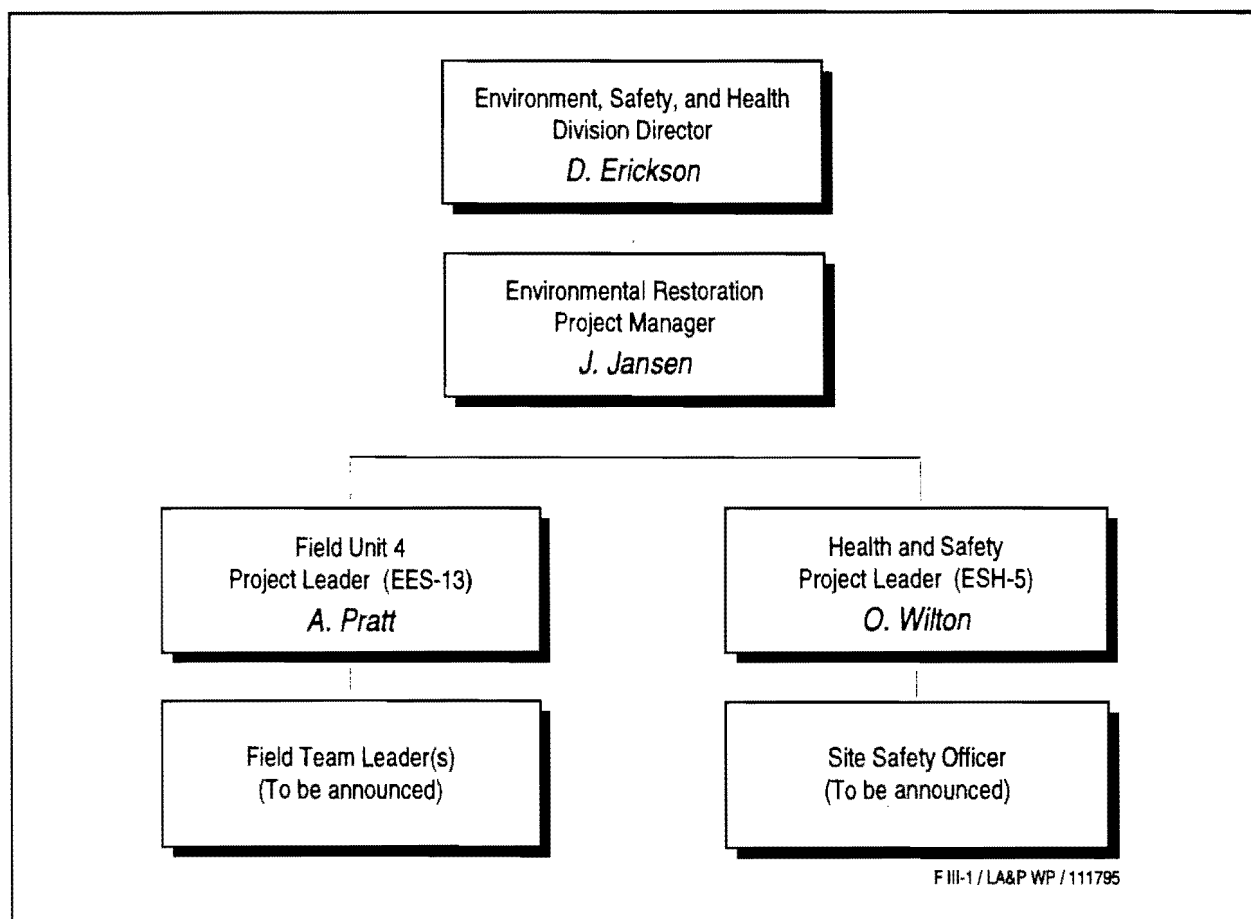 Environment, Safety, and Health
Division Director
D. Erickson
Environmental Restoration
Project Manager
J. Jansen
Field Unit 4
Project Leader (EES-13)
A. Pratt
Health and Safety
Project Leader (ESH-5)
O. Wilton
Field Team Leader(s)
(To be announced)
Site Safety Officer
(To be announced)
F III-1 / LA&P WP / 111795